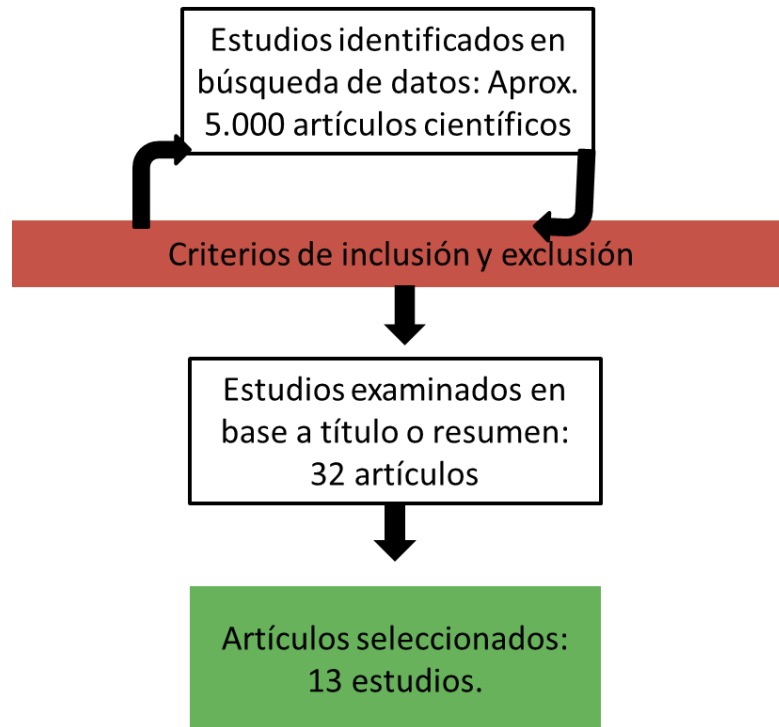 Estudios identificados en
búsqueda de datos: Aprox.
5.000 artículos científicos
Criterios de inclusión y exclusión
Estudios examinados en
base a título o resumen:
32 artículos
Artículos seleccionados:
13 estudios.